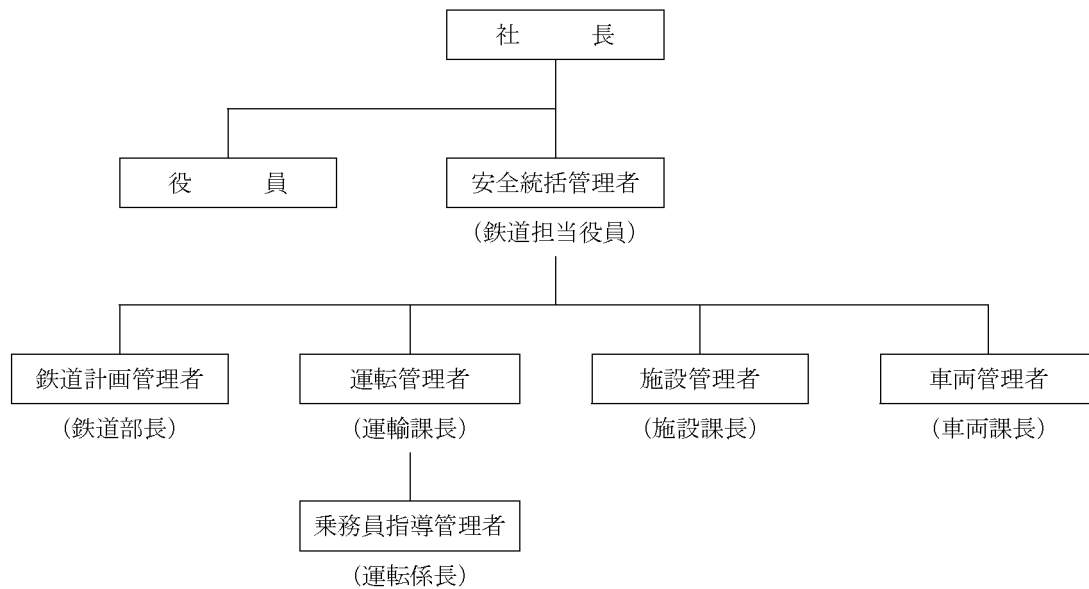 社　　　長
役　　　員
安全統括管理者
（鉄道担当役員）
鉄道計画管理者
（鉄道部長）
運転管理者
（運輸課長）
施設管理者
（施設課長）
車両管理者
（車両課長）
乗務員指導管理者
（運転係長）